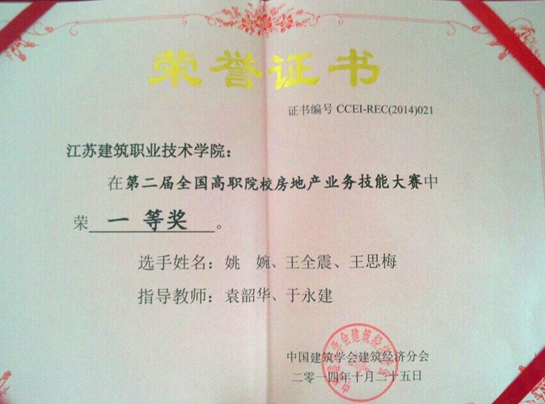 荣誉证书
证书编号 CCEI-REC(2014)021
江苏建筑职业技术学院：
在第二届全国高职院校房地产业务技能大赛中
荣 一等奖 。
选手姓名：姚 婉、王全震、王思梅
指导教师：袁韶华、于永建
中国建筑学会建筑经济分会
二〇一四年十月二十五日